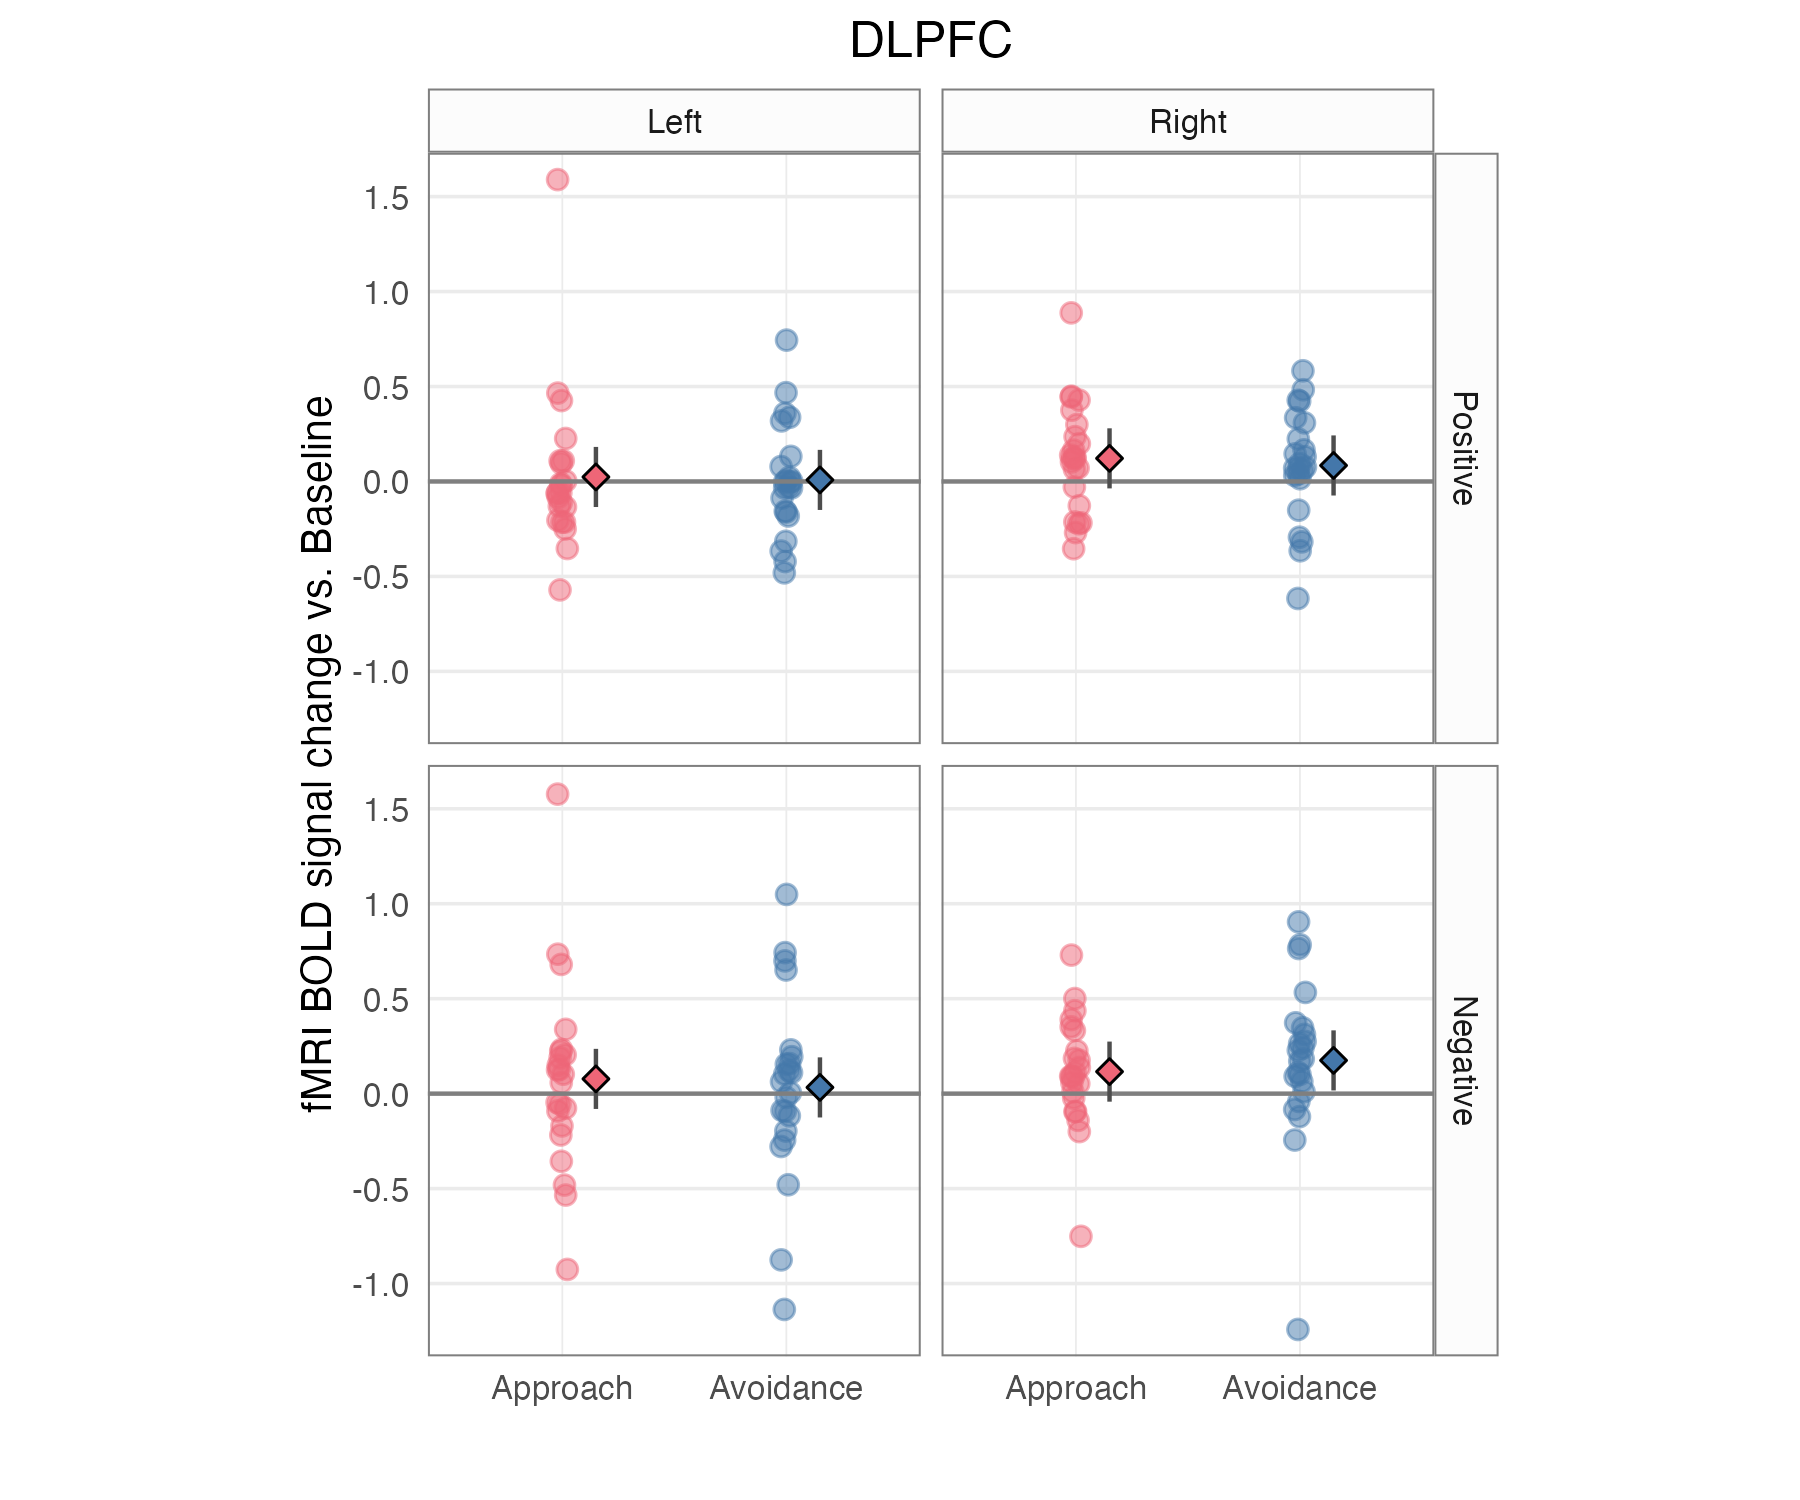 DLPFC
Left
Right
fMRI BOLD signal change vs. Baseline
1.5
1.0
0.5
0.0
-0.5
-1.0
Positive
1.5
1.0
0.5
0.0
-0.5
-1.0
Negative
Approach
Avoidance
Approach
Avoidance